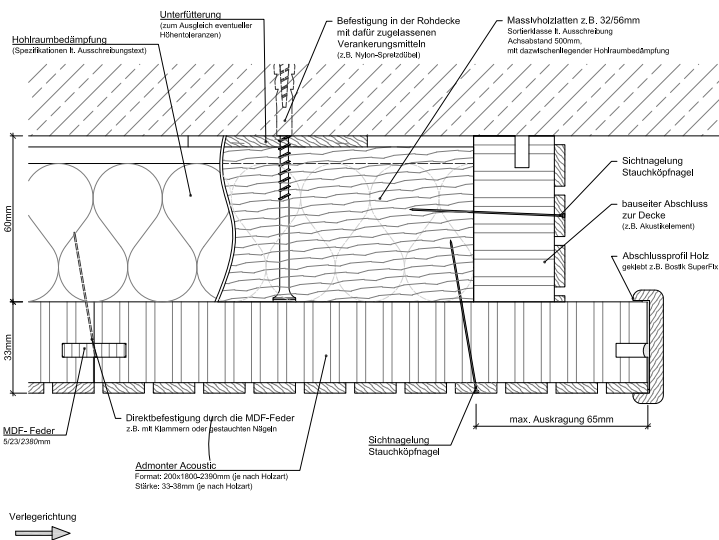 Unterfütterung
(zum Ausgleich eventueller
Höhentoleranzen)
Befestigung in der Rohdecke
mit dafür zugelassenen
Verankerungsmitteln
(z.B. Nylon-Spreizdübel)
Massivholzlatten z.B. 32/56mm
Sortierklasse lt. Ausschreibung
Achsabstand 500mm,
mit dazwischenliegender Hohlraumbedämpfung
Hohlraumbedämpfung
(Spezifikationen lt. Ausschreibungstext)
Sichtnagelung
Stauchköpfnagel
bauseiter Abschluss
zur Decke
(z.B. Akustikelement)
Abschlussprofil Holz
geklebt z.B. Bostik SuperFix
60mm
33mm
max. Auskragung 65mm
MDF- Feder
5/23/2380mm
Direktbefestigung durch die MDF-Feder
z.B. mit Klammern oder gestauchten Nägeln
Sichtnagelung
Stauchköpfnagel
Admonter Acoustic
Format: 200x1800-2390mm (je nach Holzart)
Stärke: 33-38mm (je nach Holzart)
Verlegerichtung